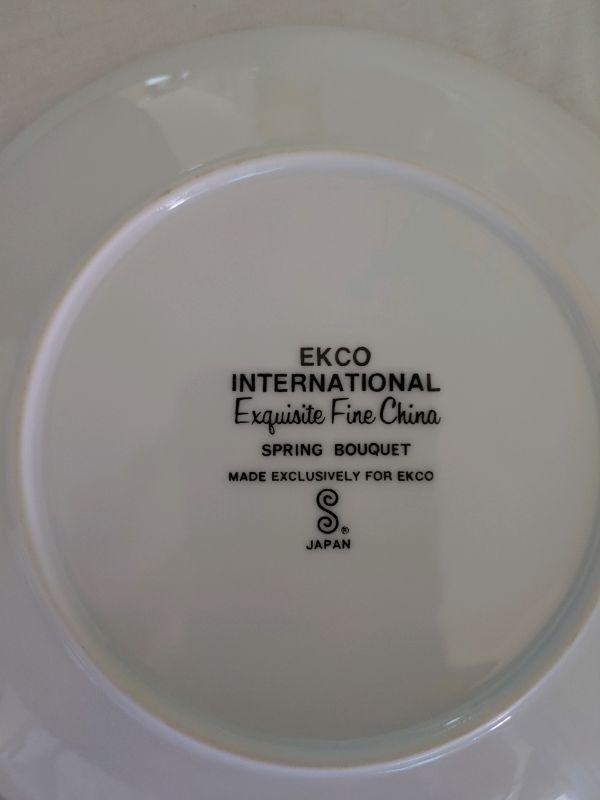 EKCO
INTERNATIONAL
Exquisite Fine China
SPRING BOUQUET
MADE EXCLUSIVELY FOR EKCO
S®
JAPAN